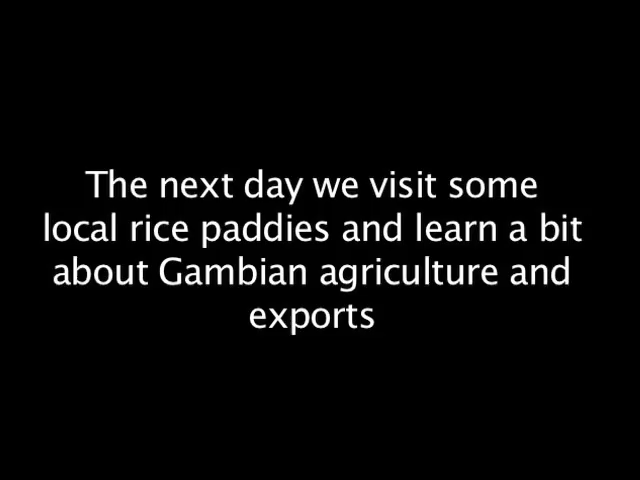 The next day we visit some
local rice paddies and learn a bit
about Gambian agriculture and
exports